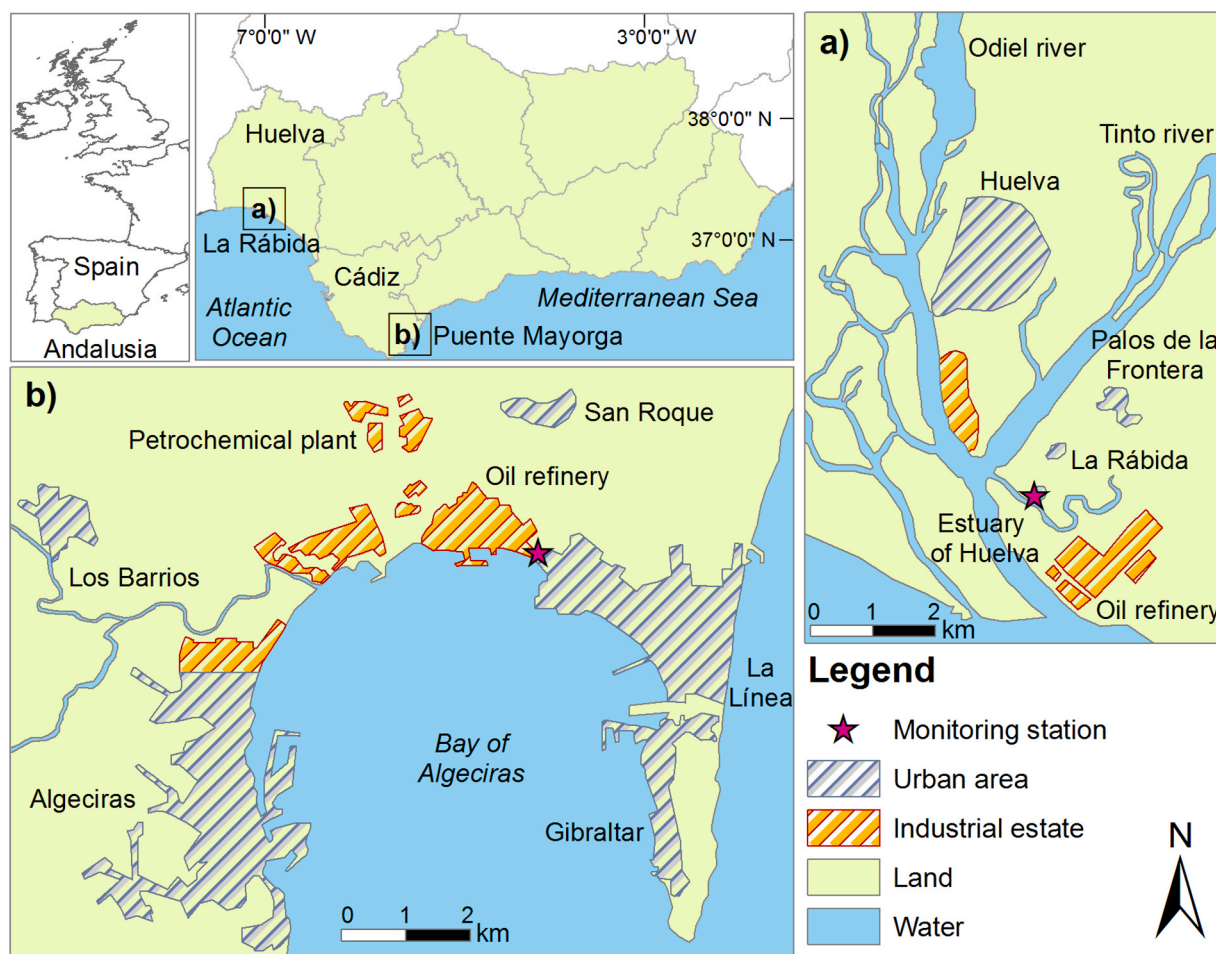 Spain
Andalusia
7°0'0" W
3°0'0" W
38°0'0" N
37°0'0" N
Huelva
a)
La Rábida
Cádiz
Atlantic
Ocean
Mediterranean Sea
b)
Puente Mayorga
a)
Odiel river
Tinto river
Huelva
Palos de la
Frontera
La Rábida
Estuary
of Huelva
Oil refinery
0 1 2
km
b)
San Roque
Petrochemical plant
Oil refinery
Los Barrios
La
Línea
Bay of
Algeciras
Algeciras
Gibraltar
0 1 2
km
Legend
Monitoring station
Urban area
Industrial estate
Land
Water
N